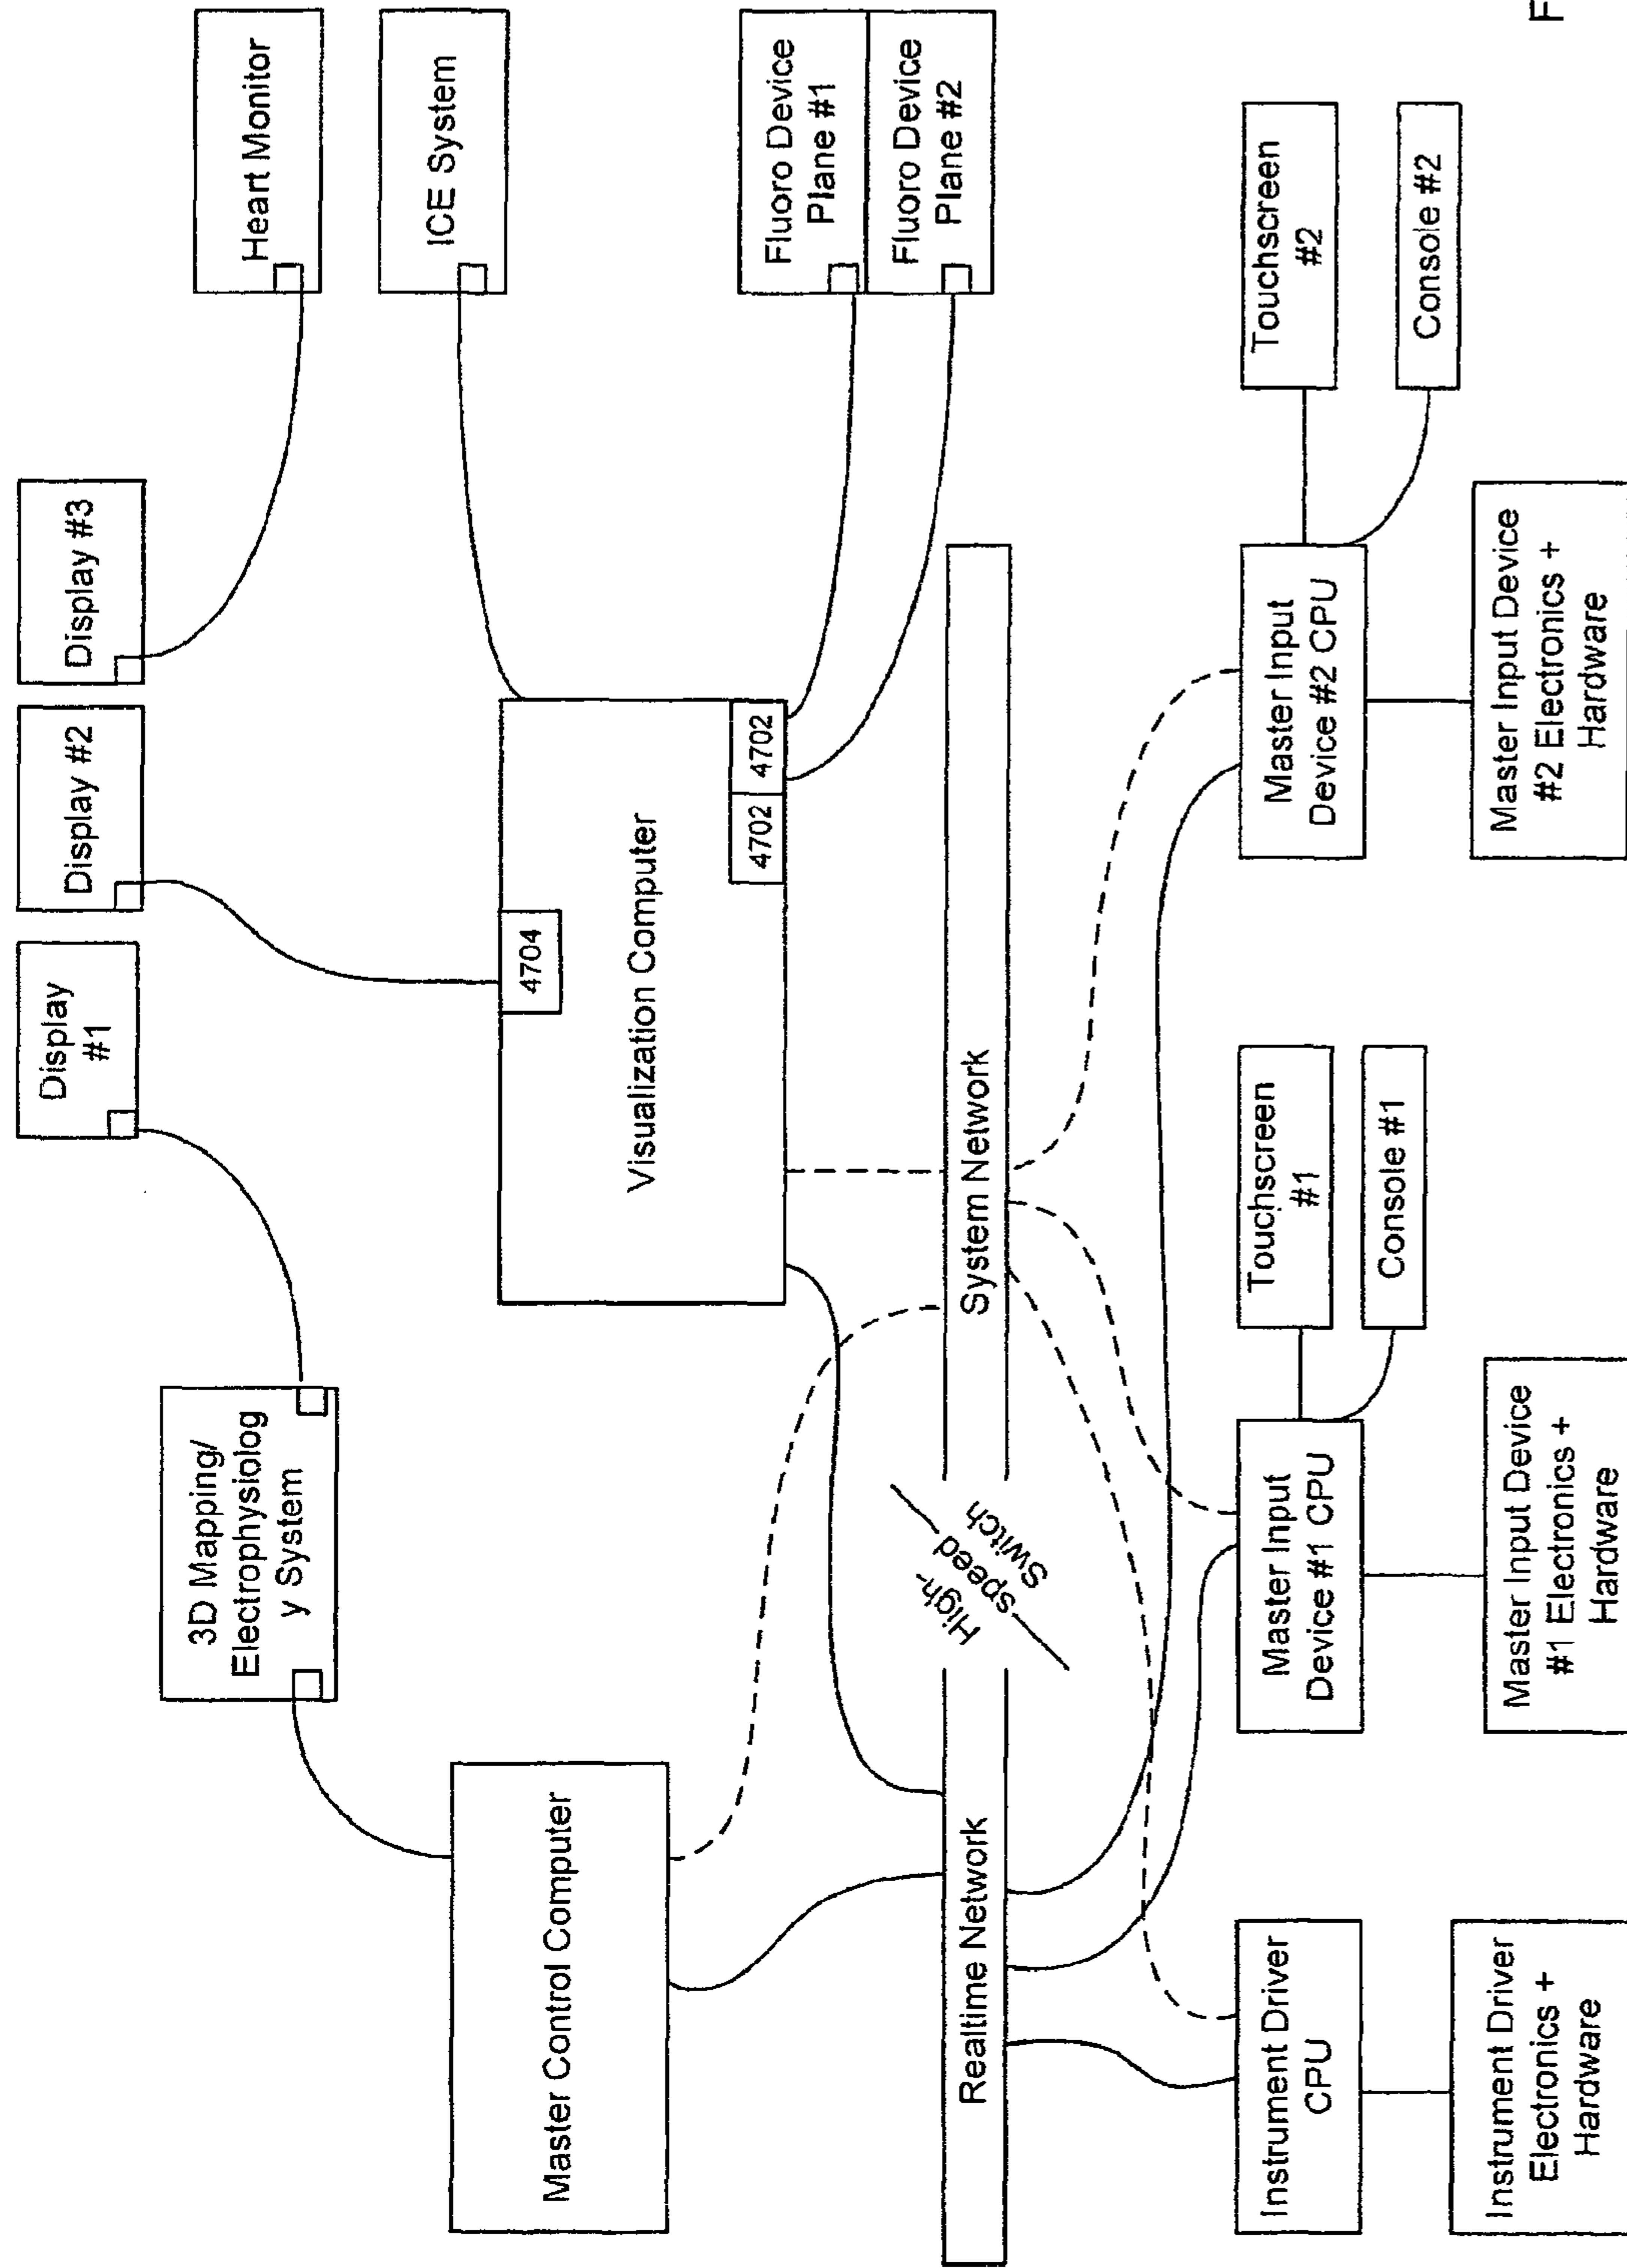 Display
#1
Display #2
Display #3
3D Mapping/
Electrophysiolog
y System
Heart Monitor
ICE System
Master Control Computer
4704
Visualization Computer
4702
4702
Fluoro Device
Plane #1
Fluoro Device
Plane #2
Realtime Network
High-
speed
Switch
System Network
Instrument Driver
CPU
Master Input
Device #1 CPU
Touchscreen
#1
Console #1
Master Input
Device #2 CPU
Touchscreen
#2
Console #2
Instrument Driver
Electronics +
Hardware
Master Input Device
#1 Electronics +
Hardware
Master Input Device
#2 Electronics +
Hardware
F